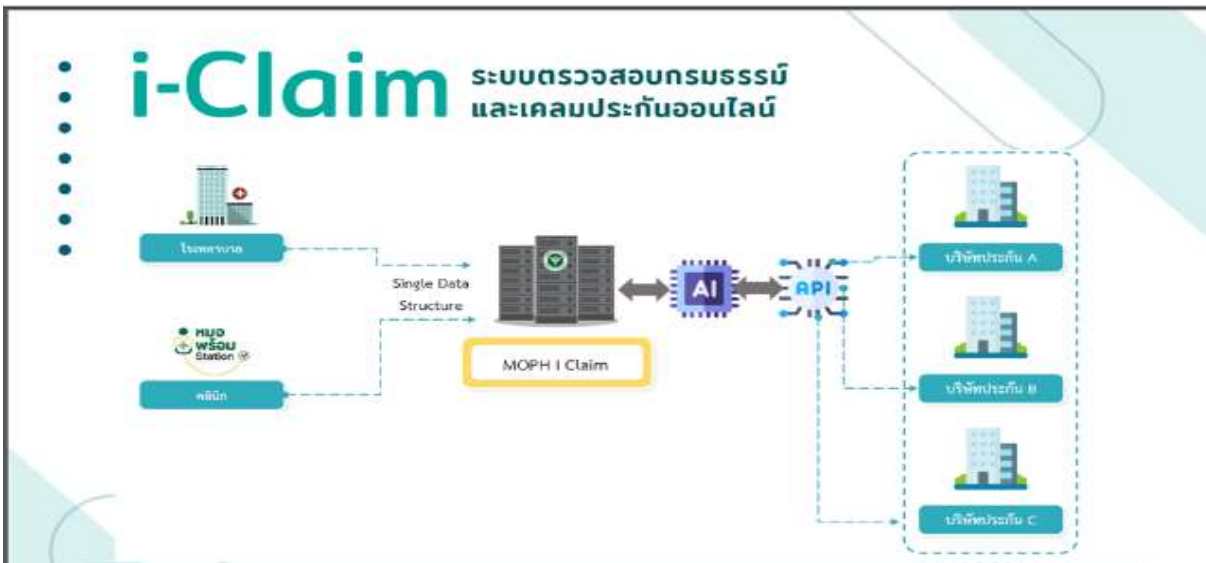 i-Claim
ระบบตรวจสอบกรมธรรม์
และเคลมประกันออนไลน์
โรงพยาบาล
Single Data
Structure
AI
API
บริษัทประกัน A
หมอ
พร้อม
Station
MOPH I Claim
คลินิก
บริษัทประกัน B
บริษัทประกัน C